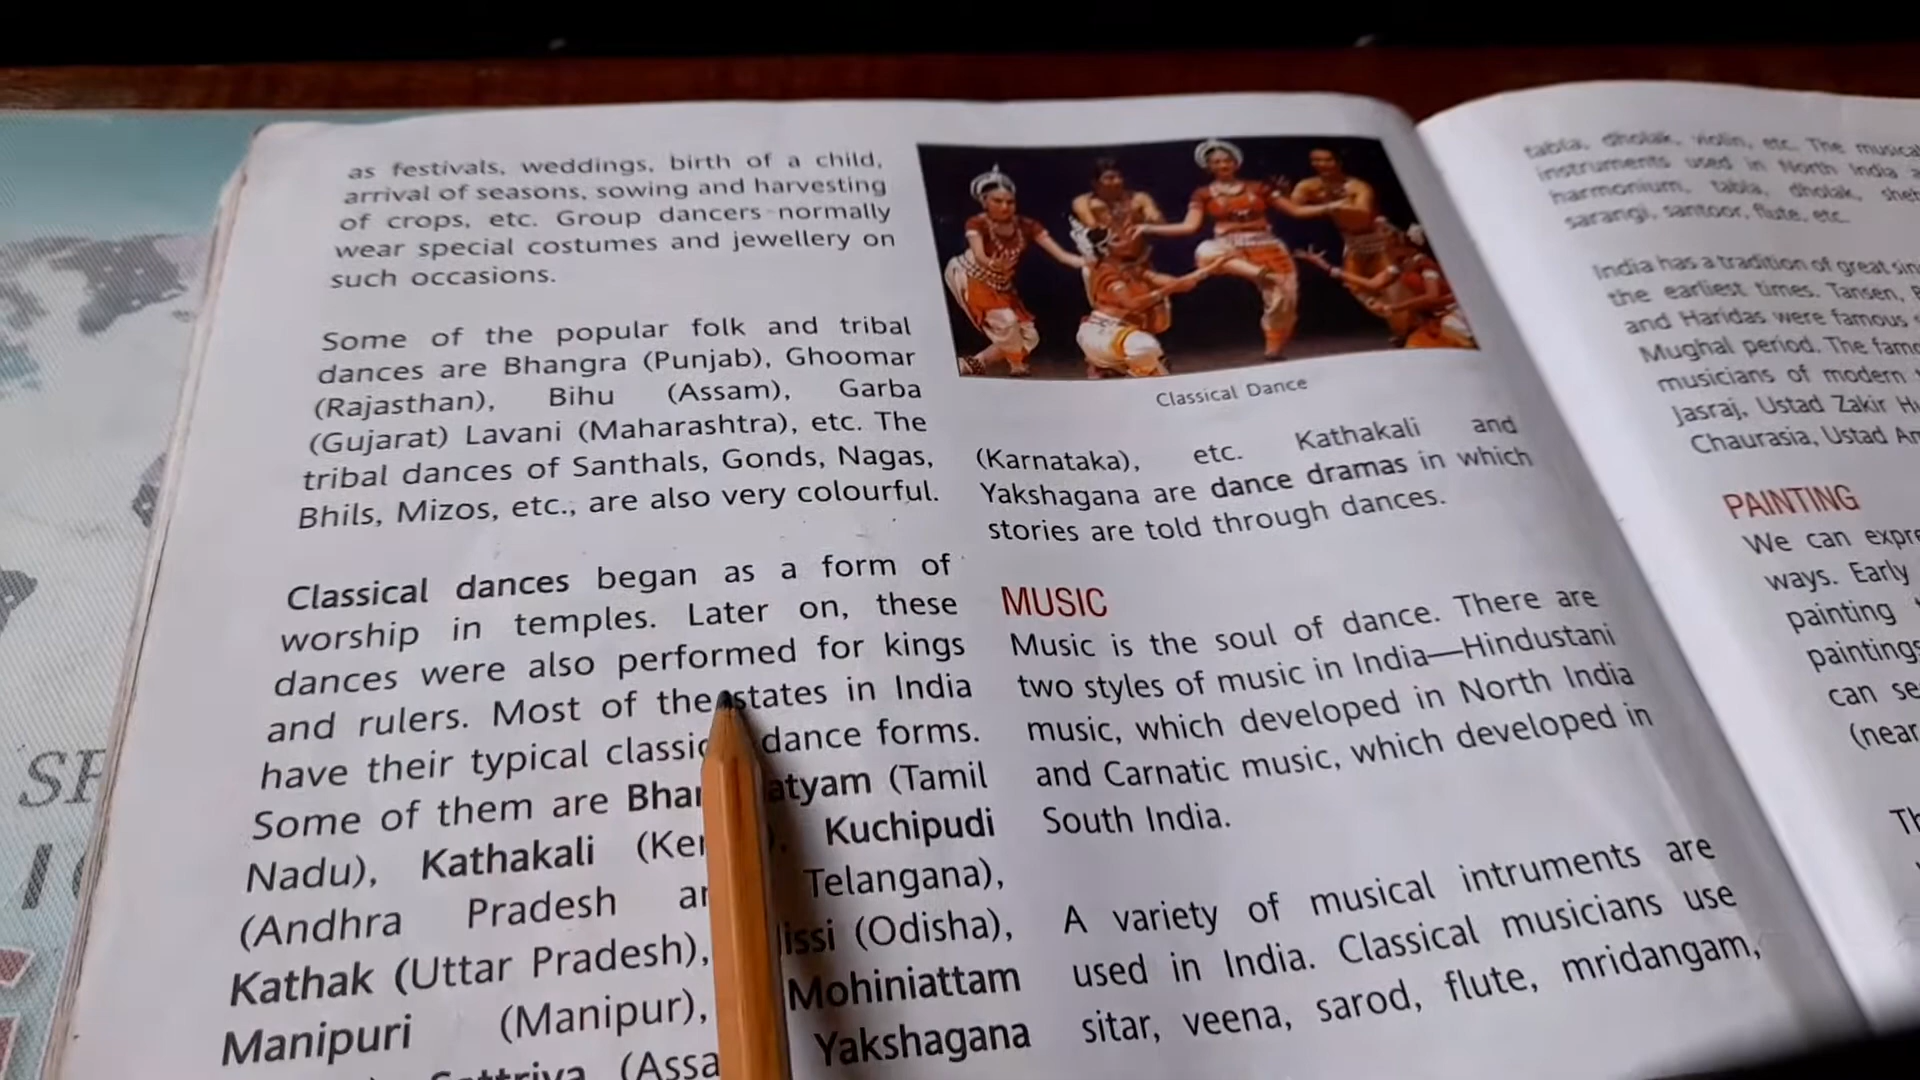 as festivals, weddings, birth of a child,
arrival of seasons, sowing and harvesting
of crops, etc. Group dancers normally
wear special costumes and jewellery on
such occasions.
Some of the popular folk and tribal
dances are Bhangra (Punjab), Ghoomar
(Rajasthan), Bihu (Assam), Garba
(Gujarat) Lavani (Maharashtra), etc. The
tribal dances of Santhals, Gonds, Nagas,
Bhils, Mizos, etc., are also very colourful.
Classical dances began as a form of
worship in temples. Later on, these
dances were also performed for kings
and rulers. Most of the states in India
have their typical dance forms.
Some of them are (Tamil
Nadu), Kathakali Kuchipudi
(Andhra Pradesh Telangana),
Kathak (Uttar Pradesh), (Odisha),
Manipuri (Manipur), Mohiniattam
Yakshagana
Classical Dance
(Karnataka), etc. Kathakali and
Yakshagana are dance dramas in which
stories are told through dances.
MUSIC
Music is the soul of dance. There are
two styles of music in India—Hindustani
music, which developed in North India
and Carnatic music, which developed in
South India.
A variety of musical intruments are
used in India. Classical musicians use
sitar, veena, sarod, flute, mridangam,
tabla, dholak, violin, etc. The
instruments used in North India
harmonium, tabla, dholak,
sarangi, santoor, flute, etc.
India has a tradition of great
the earliest times. Tansen,
and Haridas were famous
Mughal period. The
musicians of modern
Jasraj, Ustad Zakir
Chaurasia, Ustad
PAINTING
We can
ways. Early
painting
can
(near